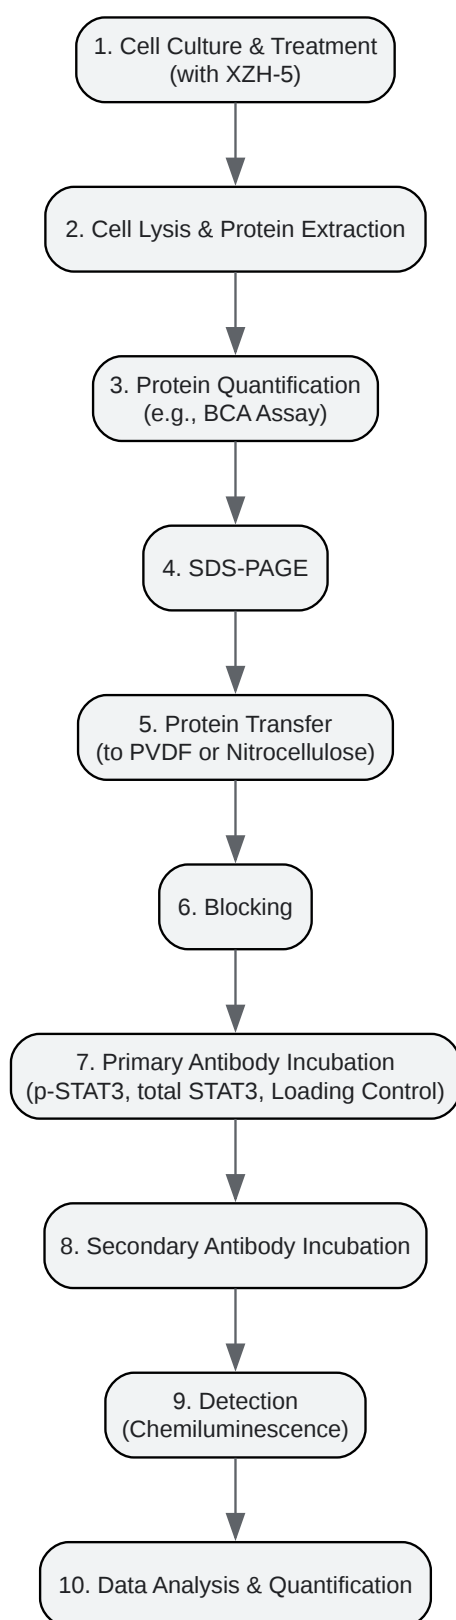 1. Cell Culture & Treatment
(with XZH-5)
2. Cell Lysis & Protein Extraction
3. Protein Quantification
(e.g., BCA Assay)
4. SDS-PAGE
5. Protein Transfer
(to PVDF or Nitrocellulose)
6. Blocking
7. Primary Antibody Incubation
(p-STAT3, total STAT3, Loading Control)
8. Secondary Antibody Incubation
9. Detection
(Chemiluminescence)
10. Data Analysis & Quantification